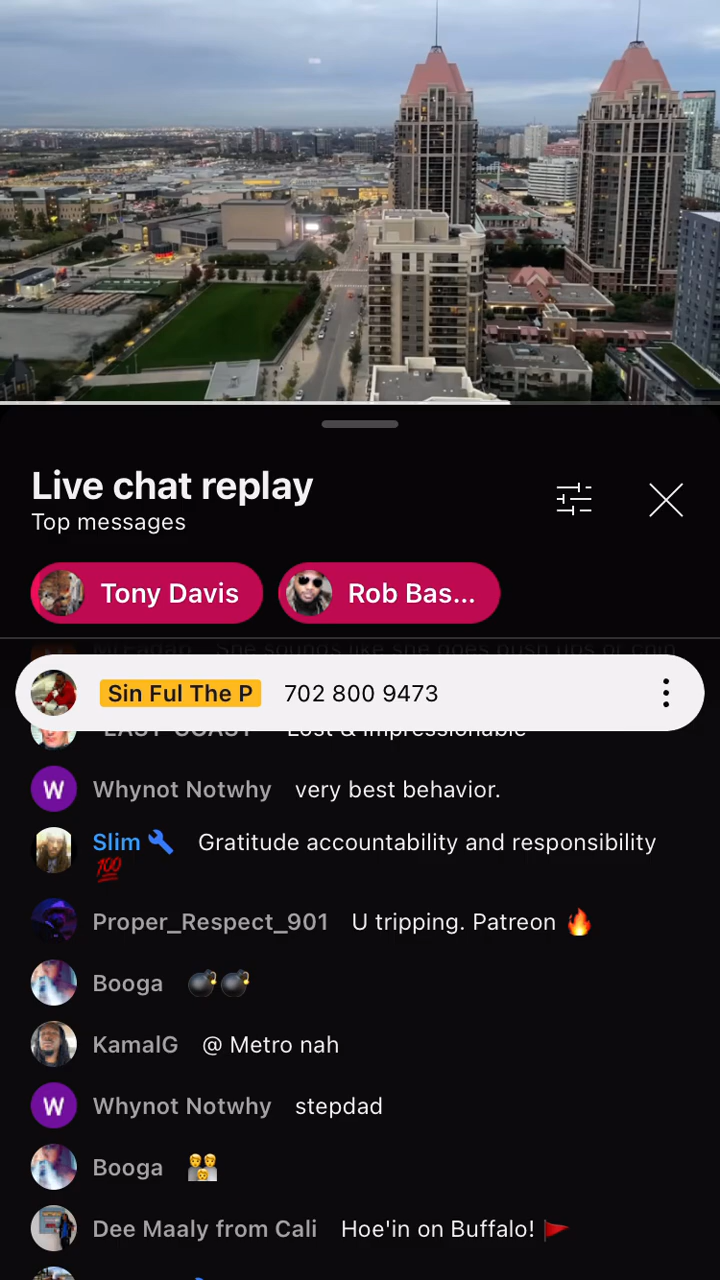 Live chat replay
Top messages
Tony Davis Rob Bas...
Sin Ful The P 702 800 9473
Lost & Impressionable
W Whynot Notwhy very best behavior.
Slim 🔧 Gratitude accountability and responsibility
💯
Proper_Respect_901 U tripping. Patreon 🔥
Booga 💣💣
KamalG @ Metro nah
W Whynot Notwhy stepdad
Booga 👨‍👩‍👦
Dee Maaly from Cali Hoe'in on Buffalo! 🚩